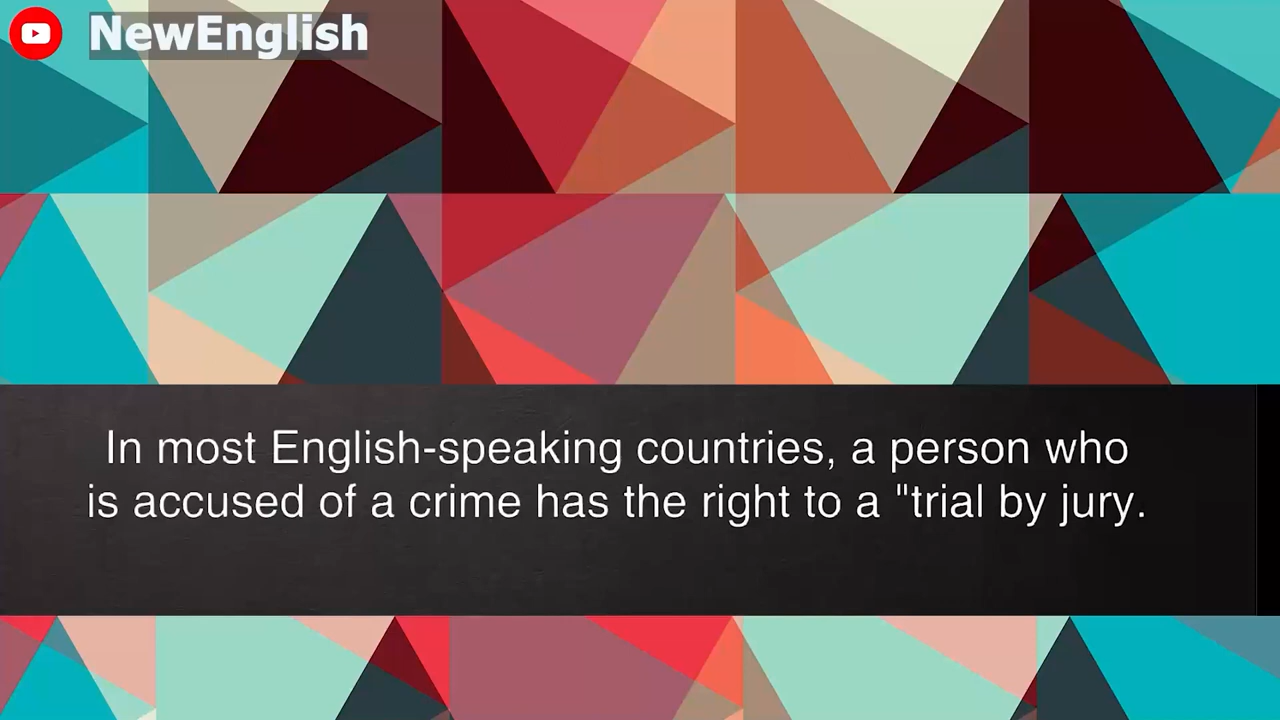 NewEnglish
In most English-speaking countries, a person who
is accused of a crime has the right to a "trial by jury.